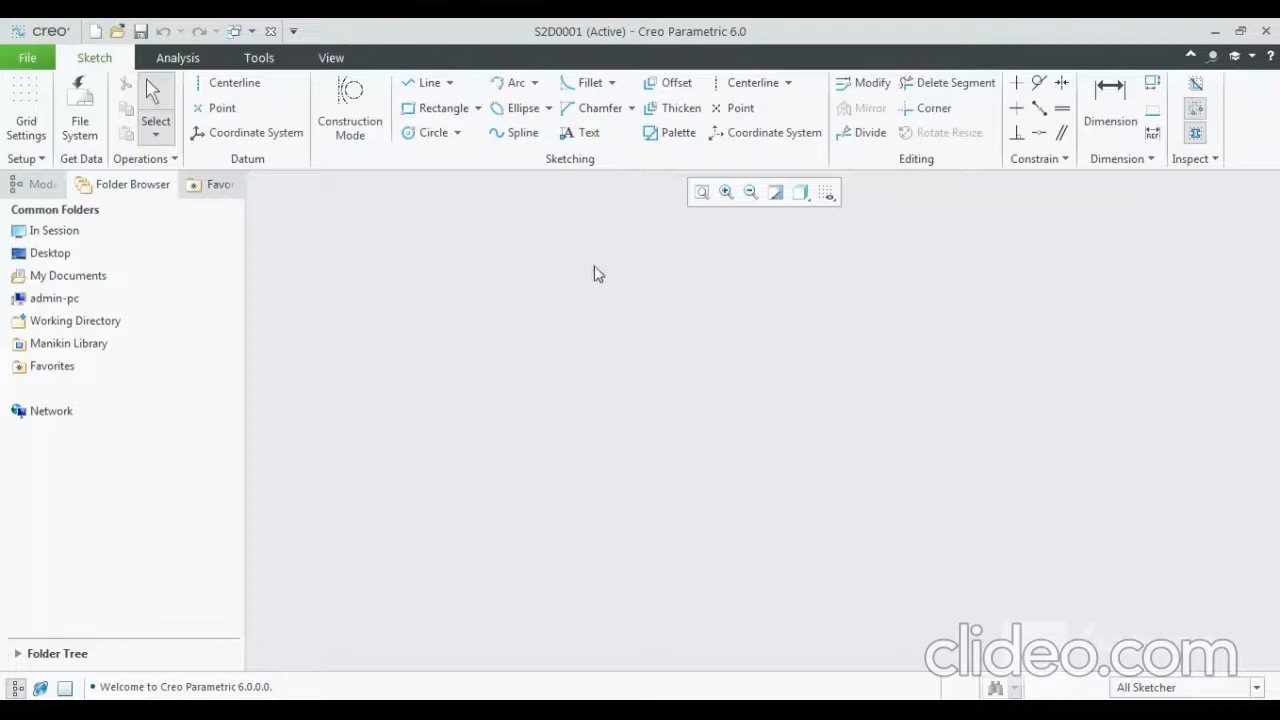 creo
S2D0001 (Active) - Creo Parametric 6.0
File Sketch Analysis Tools View
Centerline Line Arc Fillet Offset Centerline Modify Delete Segment
Point Rectangle Ellipse Chamfer Thicken Point Mirror Corner
Grid Settings File System Select Construction Mode Dimension
Coordinate System Circle Spline Text Palette Coordinate System Divide Rotate Resize REF
Setup Get Data Operations Datum Sketching Editing Constrain Dimension Inspect
Folder Browser
Common Folders
In Session
Desktop
My Documents
admin-pc
Working Directory
Manikin Library
Favorites
Network
Folder Tree
clideo.com
• Welcome to Creo Parametric 6.0.0.0.
All Sketcher